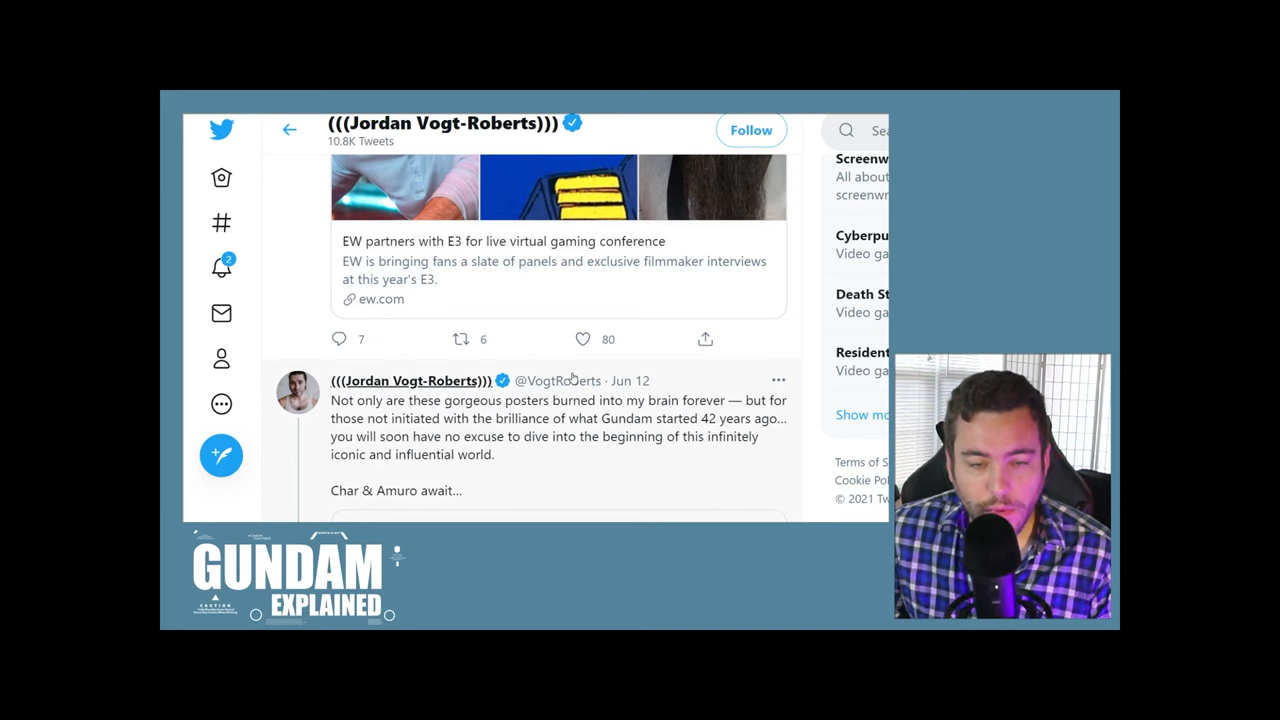 (((Jordan Vogt-Roberts)))
10.8K Tweets
Follow
EW partners with E3 for live virtual gaming conference
EW is bringing fans a slate of panels and exclusive filmmaker interviews
at this year's E3.
ew.com
7
6
80
2
(((Jordan Vogt-Roberts))) @VogtRoberts · Jun 12
Not only are these gorgeous posters burned into my brain forever — but for
those not initiated with the brilliance of what Gundam started 42 years ago...
you will soon have no excuse to dive into the beginning of this infinitely
iconic and influential world.
Char & Amuro await...
Sea
Screenw
All about
screenwr
Cyberpu
Video ga
Death St
Video ga
Resident
Video ga
Show mo
Terms of S
Cookie Pol
© 2021 Tw
GUNDAM
CAUTION
EXPLAINED